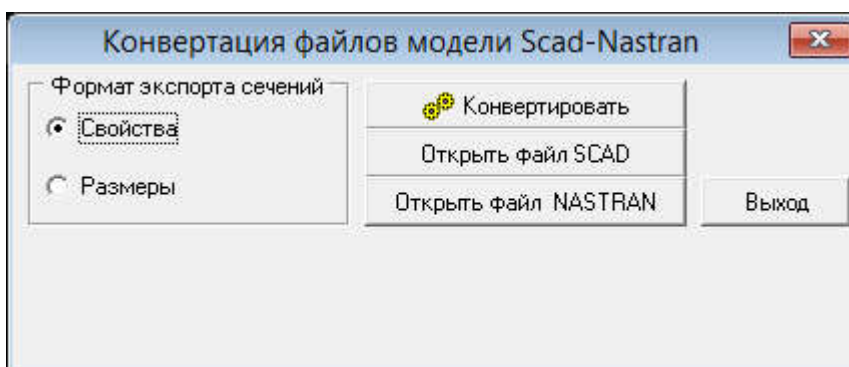 Конвертация файлов модели Scad-Nastran
Формат экспорта сечений
Свойства
Размеры
Конвертировать
Открыть файл SCAD
Открыть файл NASTRAN
Выход